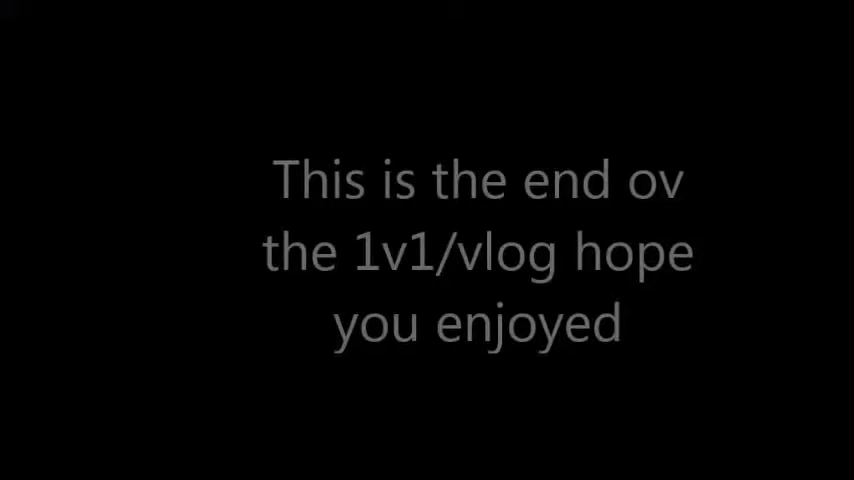 This is the end ov
the 1v1/vlog hope
you enjoyed